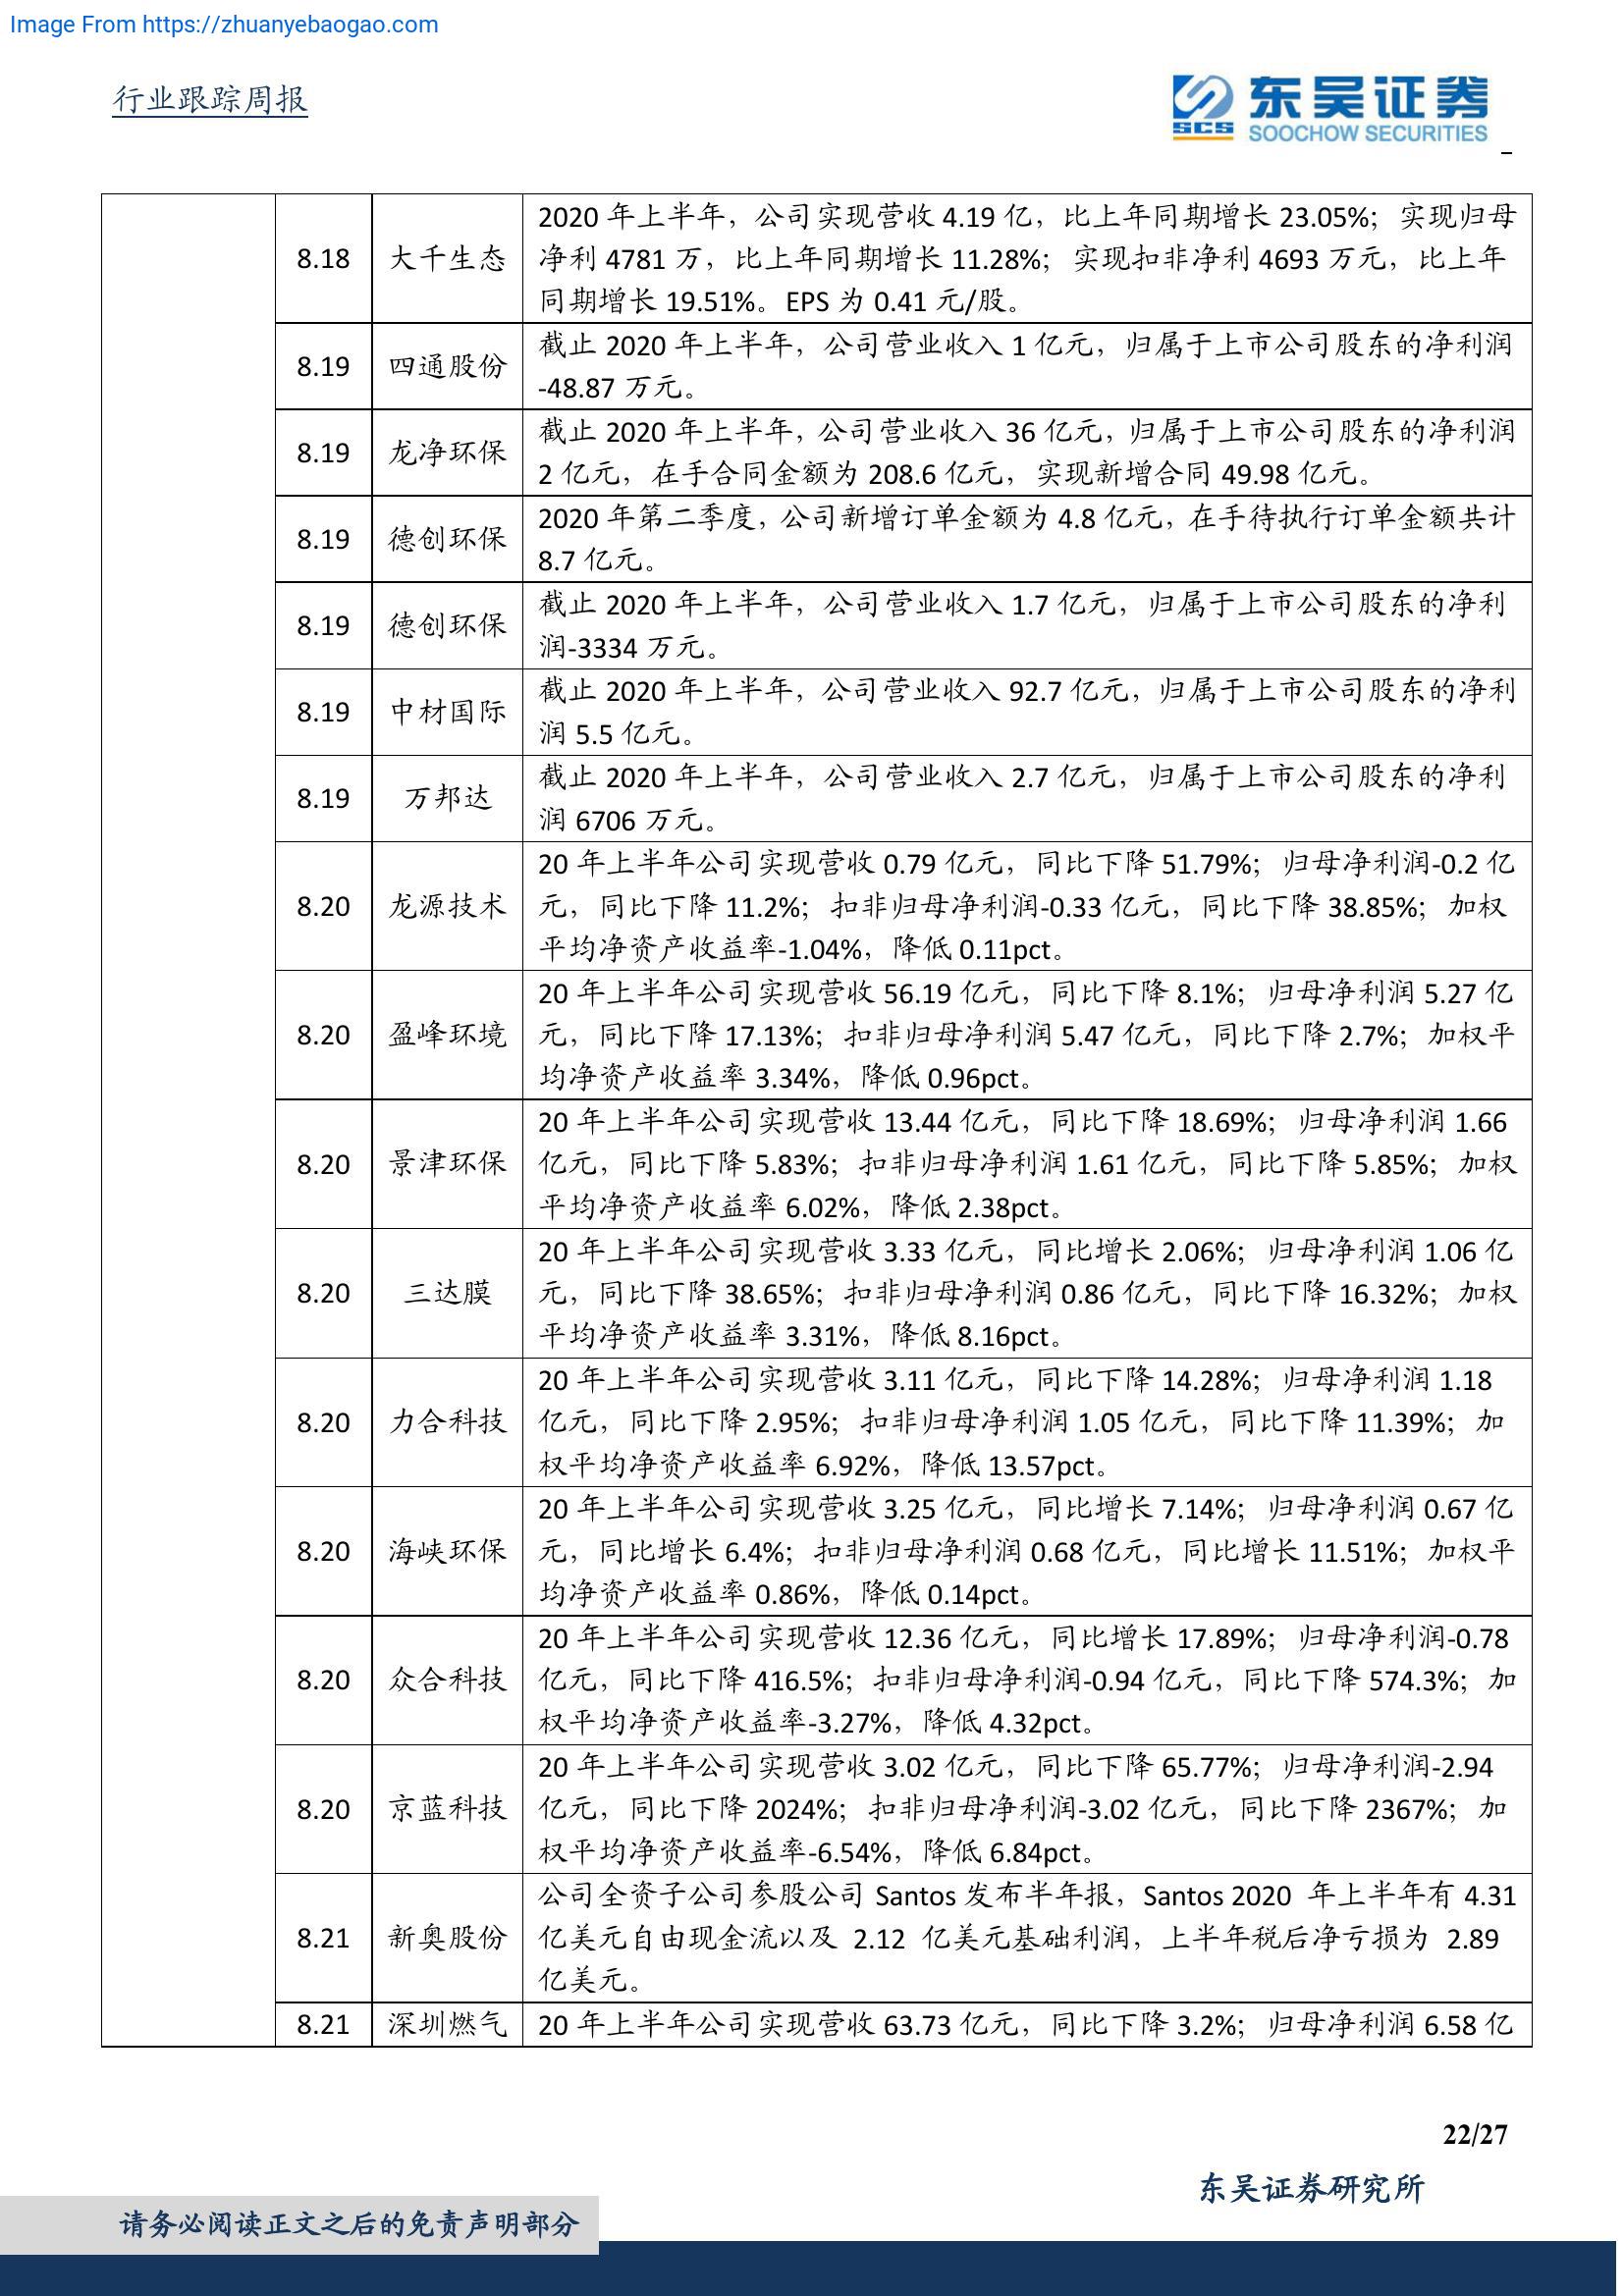 Image From https://zhuanyebaogao.com
行业跟踪周报
东吴证券
SCS
SOOCHOW SECURITIES
8.18
大千生态
2020 年上半年，公司实现营收 4.19 亿，比上年同期增长 23.05%；实现归母
净利 4781 万，比上年同期增长 11.28%；实现扣非净利 4693 万元，比上年
同期增长 19.51%。EPS 为 0.41 元/股。
8.19
四通股份
截止 2020 年上半年，公司营业收入 1 亿元，归属于上市公司股东的净利润
-48.87 万元。
8.19
龙净环保
截止 2020 年上半年，公司营业收入 36 亿元，归属于上市公司股东的净利润
2 亿元，在手合同金额为 208.6 亿元，实现新增合同 49.98 亿元。
8.19
德创环保
2020 年第二季度，公司新增订单金额为 4.8 亿元，在手待执行订单金额共计
8.7 亿元。
8.19
德创环保
截止 2020 年上半年，公司营业收入 1.7 亿元，归属于上市公司股东的净利
润-3334 万元。
8.19
中材国际
截止 2020 年上半年，公司营业收入 92.7 亿元，归属于上市公司股东的净利
润 5.5 亿元。
8.19
万邦达
截止 2020 年上半年，公司营业收入 2.7 亿元，归属于上市公司股东的净利
润 6706 万元。
8.20
龙源技术
20 年上半年公司实现营收 0.79 亿元，同比下降 51.79%；归母净利润-0.2 亿
元，同比下降 11.2%；扣非归母净利润-0.33 亿元，同比下降 38.85%；加权
平均净资产收益率-1.04%，降低 0.11pct。
8.20
盈峰环境
20 年上半年公司实现营收 56.19 亿元，同比下降 8.1%；归母净利润 5.27 亿
元，同比下降 17.13%；扣非归母净利润 5.47 亿元，同比下降 2.7%；加权平
均净资产收益率 3.34%，降低 0.96pct。
8.20
景津环保
20 年上半年公司实现营收 13.44 亿元，同比下降 18.69%；归母净利润 1.66
亿元，同比下降 5.83%；扣非归母净利润 1.61 亿元，同比下降 5.85%；加权
平均净资产收益率 6.02%，降低 2.38pct。
8.20
三达膜
20 年上半年公司实现营收 3.33 亿元，同比增长 2.06%；归母净利润 1.06 亿
元，同比下降 38.65%；扣非归母净利润 0.86 亿元，同比下降 16.32%；加权
平均净资产收益率 3.31%，降低 8.16pct。
8.20
力合科技
20 年上半年公司实现营收 3.11 亿元，同比下降 14.28%；归母净利润 1.18
亿元，同比下降 2.95%；扣非归母净利润 1.05 亿元，同比下降 11.39%；加
权平均净资产收益率 6.92%，降低 13.57pct。
8.20
海峡环保
20 年上半年公司实现营收 3.25 亿元，同比增长 7.14%；归母净利润 0.67 亿
元，同比增长 6.4%；扣非归母净利润 0.68 亿元，同比增长 11.51%；加权平
均净资产收益率 0.86%，降低 0.14pct。
8.20
众合科技
20 年上半年公司实现营收 12.36 亿元，同比增长 17.89%；归母净利润-0.78
亿元，同比下降 416.5%；扣非归母净利润-0.94 亿元，同比下降 574.3%；加
权平均净资产收益率-3.27%，降低 4.32pct。
8.20
京蓝科技
20 年上半年公司实现营收 3.02 亿元，同比下降 65.77%；归母净利润-2.94
亿元，同比下降 2024%；扣非归母净利润-3.02 亿元，同比下降 2367%；加
权平均净资产收益率-6.54%，降低 6.84pct。
8.21
新奥股份
公司全资子公司参股公司 Santos 发布半年报，Santos 2020 年上半年有 4.31
亿美元自由现金流以及 2.12 亿美元基础利润，上半年税后净亏损为 2.89
亿美元。
8.21
深圳燃气
20 年上半年公司实现营收 63.73 亿元，同比下降 3.2%；归母净利润 6.58 亿
22/27
东吴证券研究所
请务必阅读正文之后的免责声明部分